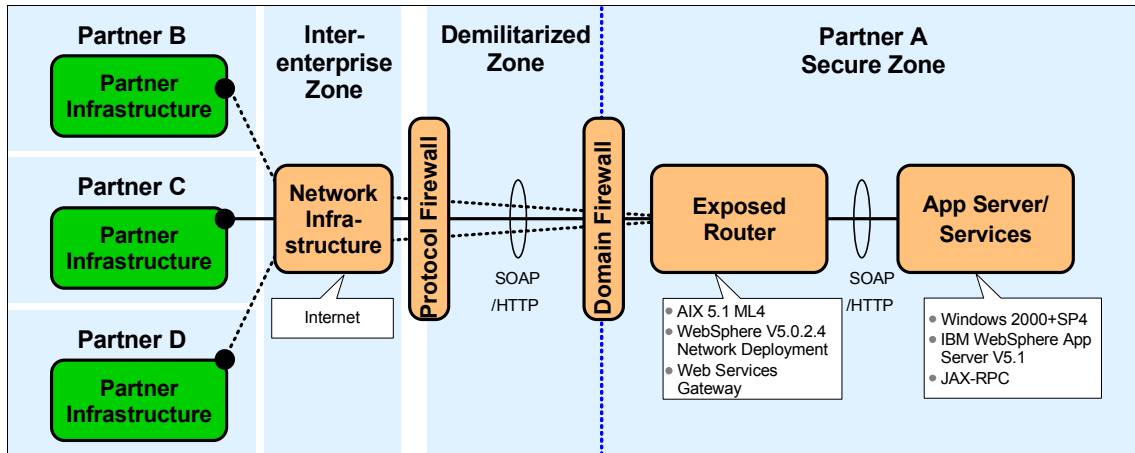 Partner B
Partner
Infrastructure
Partner C
Partner
Infrastructure
Partner D
Partner
Infrastructure
Inter-
enterprise
Zone
Network
Infra-
structure
Internet
Demilitarized
Zone
Protocol Firewall
SOAP
/HTTP
Domain Firewall
Partner A
Secure Zone
Exposed
Router
AIX 5.1 ML4
WebSphere V5.0.2.4
Network Deployment
Web Services
Gateway
SOAP
/HTTP
App Server/
Services
Windows 2000+SP4
IBM WebSphere App
Server V5.1
JAX-RPC